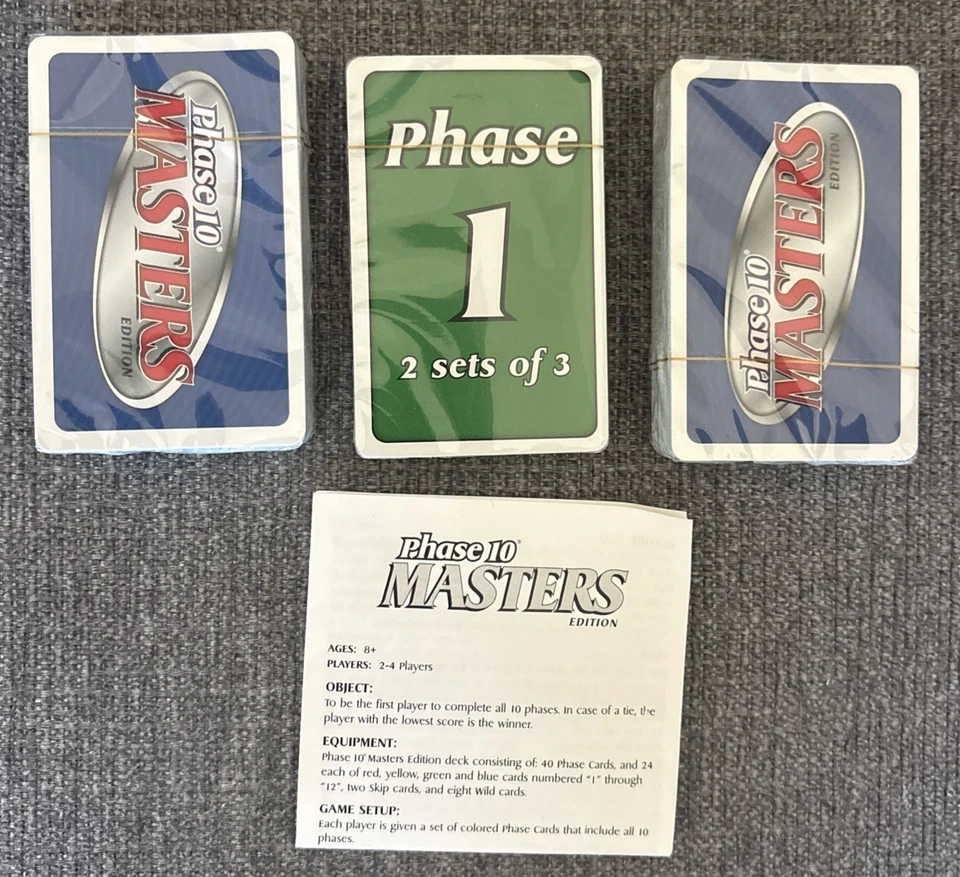 Phase 10®
MASTERS
EDITION
Phase
1
2 sets of 3
Phase 10®
MASTERS
EDITION
Phase 10®
MASTERS
EDITION
AGES: 8+
PLAYERS: 2-4 Players
OBJECT:
To be the first player to complete all 10 phases. In case of a tie, the
player with the lowest score is the winner.
EQUIPMENT:
Phase 10® Masters Edition deck consisting of: 40 Phase Cards, and 24
each of red, yellow, green and blue cards numbered "1" through
"12", two Skip cards, and eight Wild cards.
GAME SETUP:
Each player is given a set of colored Phase Cards that include all 10
phases.